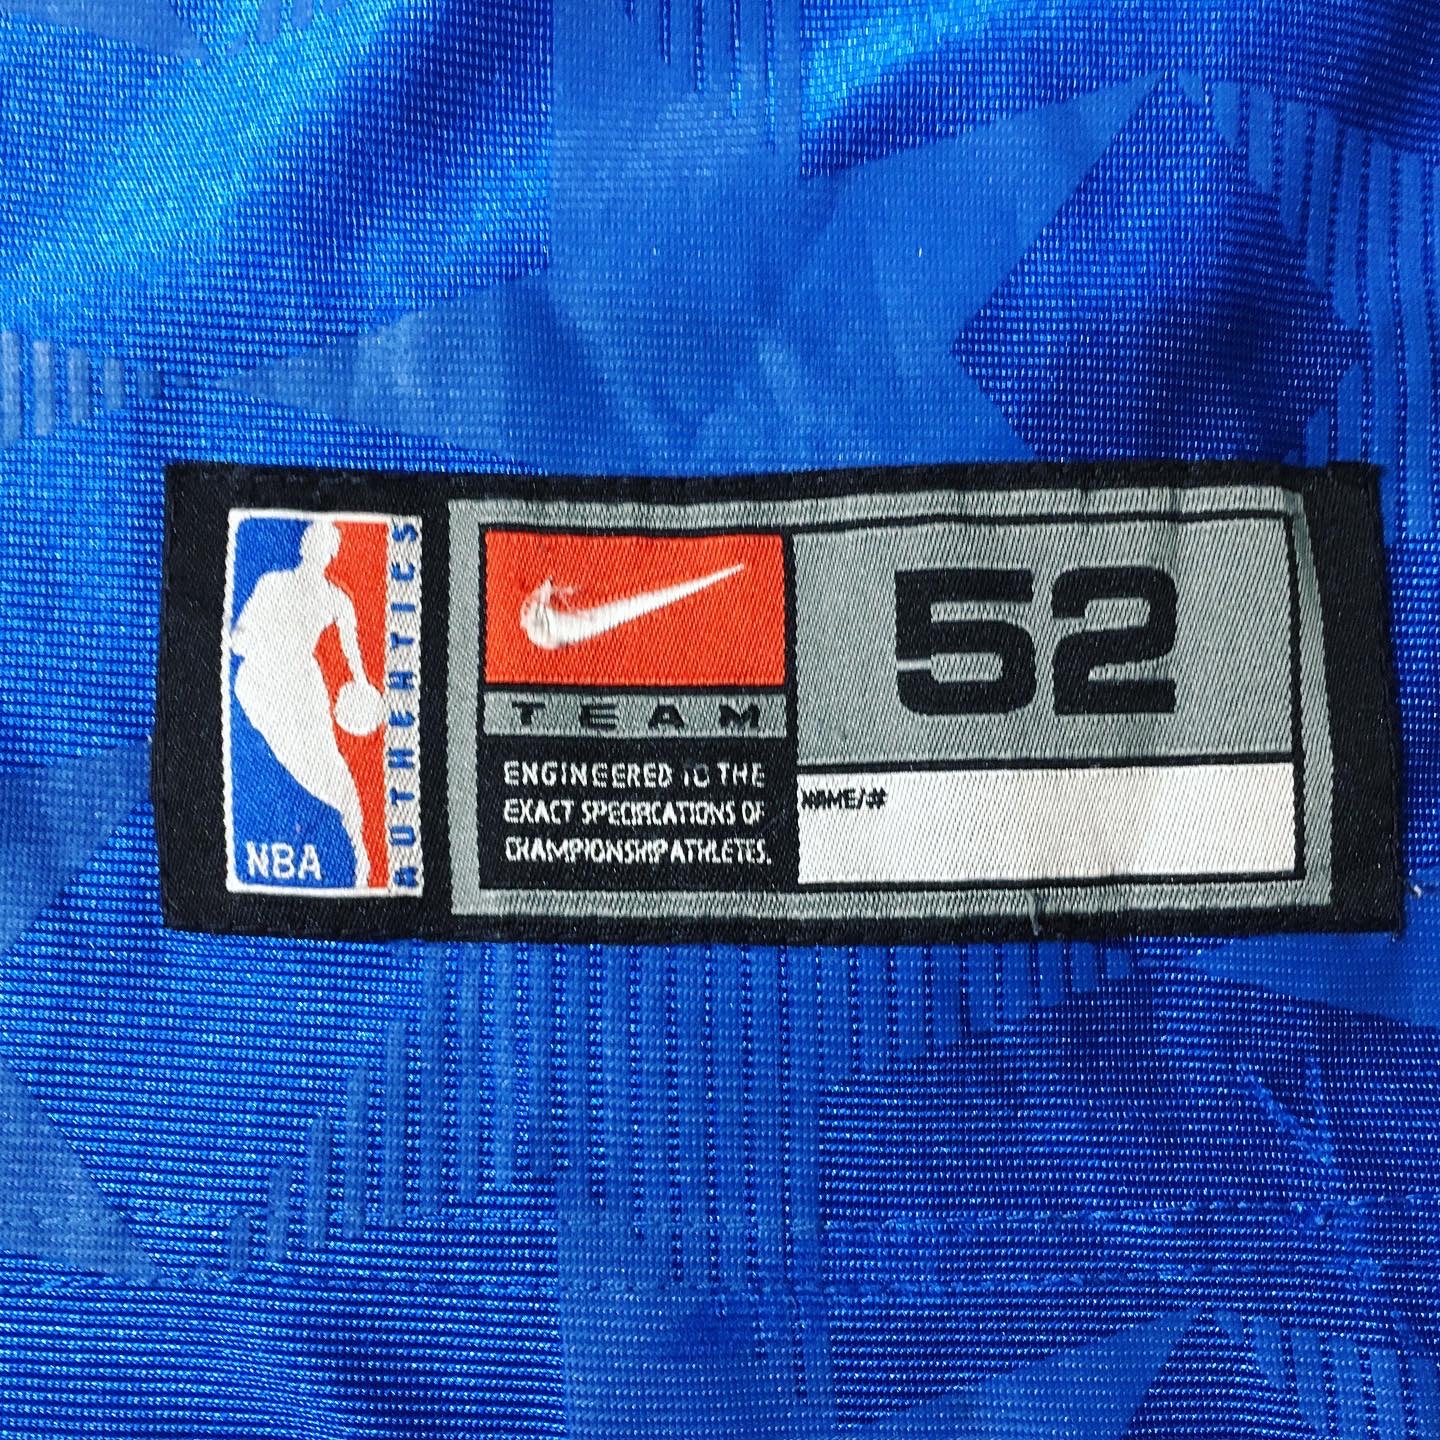 NBA
AUTHENTICS
TEAM
ENGINEERED TO THE
EXACT SPECIFICATIONS OF
CHAMPIONSHIP ATHLETES.
52
NAME/#